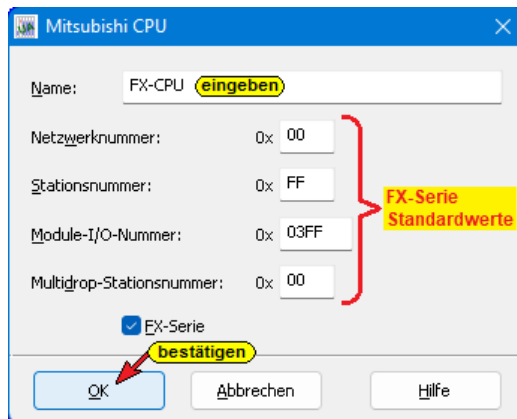 Mitsubishi CPU
Name: FX-CPU eingeben
Netzwerknummer: 0x 00
Stationsnummer: 0x FF
FX-Serie
Standardwerte
Module-I/O-Nummer: 0x 03FF
Multidrop-Stationsnummer: 0x 00
FX-Serie
bestätigen
OK Abbrechen Hilfe